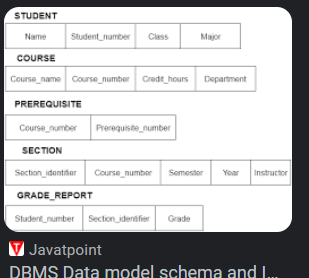 STUDENT
Name Student_number Class Major
COURSE
Course_name Course_number Credit_hours Department
PREREQUISITE
Course_number Prerequisite_number
SECTION
Section_identifier Course_number Semester Year Instructor
GRADE_REPORT
Student_number Section_identifier Grade
Javatpoint
DBMS Data model schema and I...